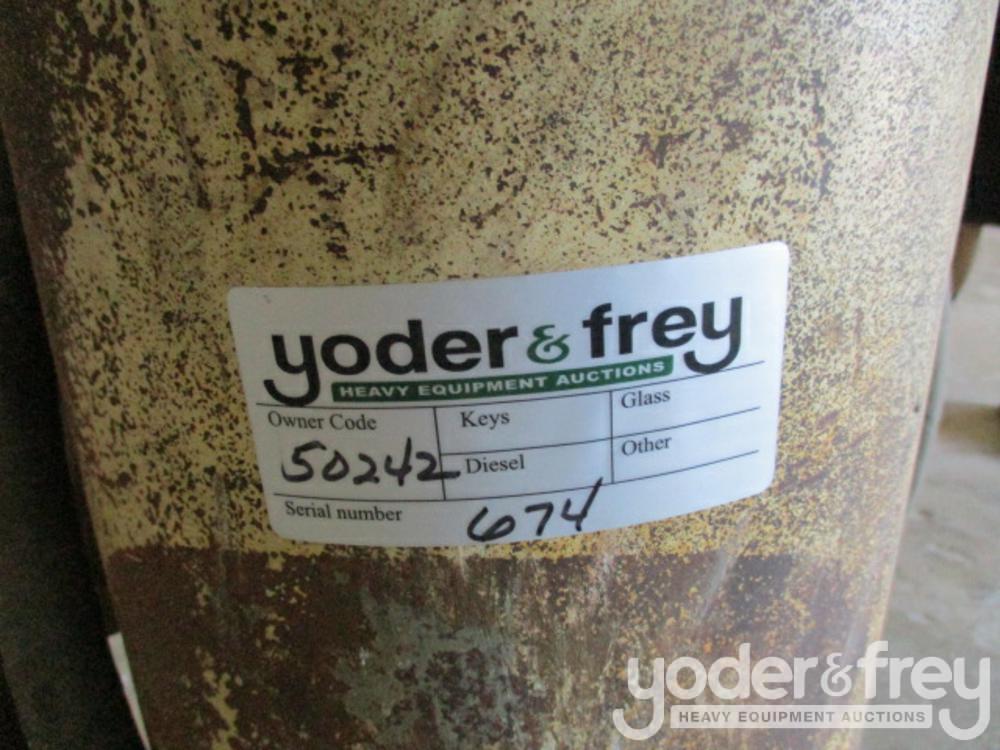 yoder & frey
HEAVY EQUIPMENT AUCTIONS
Owner Code
Keys
Glass
50242
Diesel
Other
Serial number
674
yoder & frey
HEAVY EQUIPMENT AUCTIONS